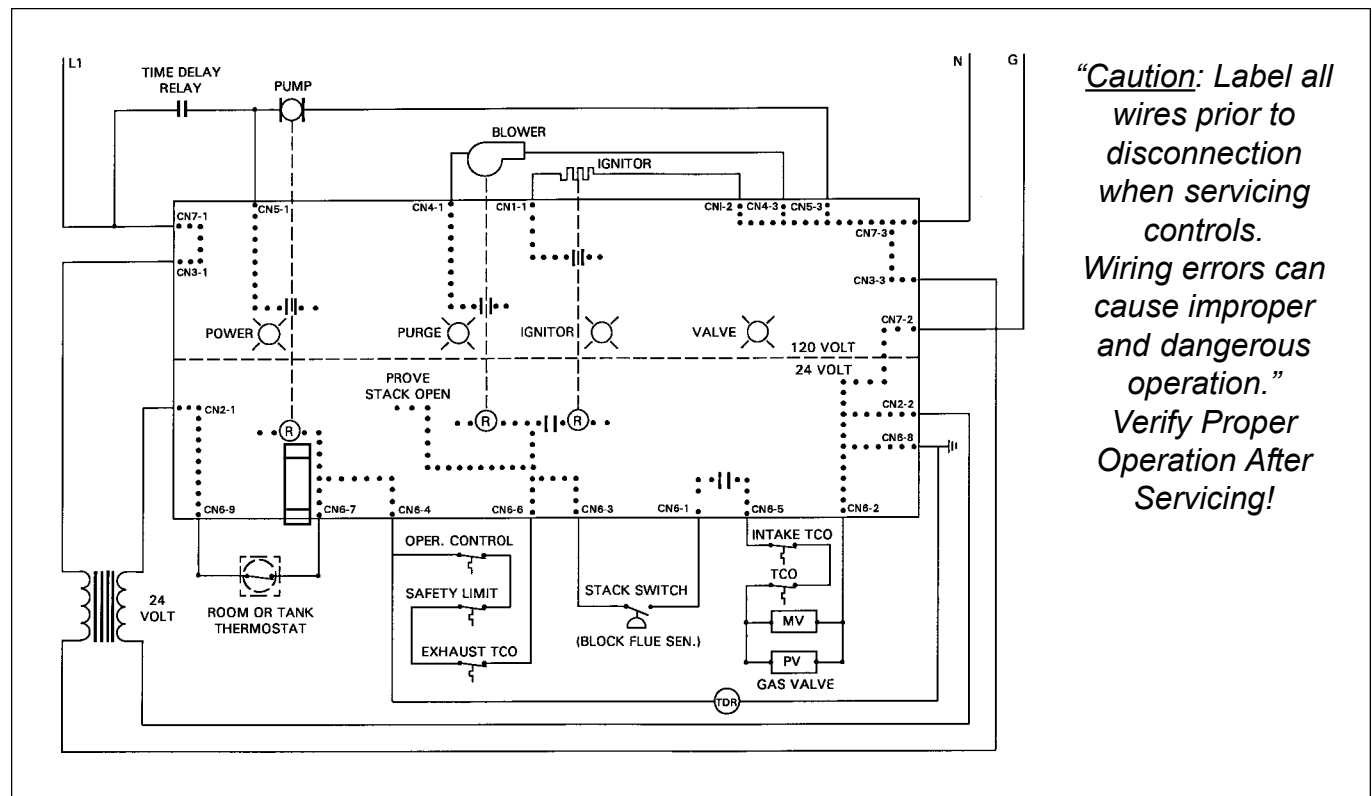 L1
TIME DELAY
RELAY
PUMP
N
G
BLOWER
IGNITOR
CN7-1
CN5-1
CN4-1
CN1-1
CNI-2
CN4-3
CN5-3
CN7-3
CN3-1
CN3-3
CN7-2
POWER
PURGE
IGNITOR
VALVE
120 VOLT
24 VOLT
PROVE
STACK OPEN
CN2-1
CN2-2
R
R
R
CN6-8
CN6-9
CN6-7
CN6-4
CN6-6
CN6-3
CN6-1
CN6-5
CN6-2
OPER. CONTROL
INTAKE TCO
TCO
SAFETY LIMIT
STACK SWITCH
24
VOLT
ROOM OR TANK
THERMOSTAT
(BLOCK FLUE SEN.)
MV
EXHAUST TCO
PV
GAS VALVE
TDR
“Caution: Label all
wires prior to
disconnection
when servicing
controls.
Wiring errors can
cause improper
and dangerous
operation.”
Verify Proper
Operation After
Servicing!